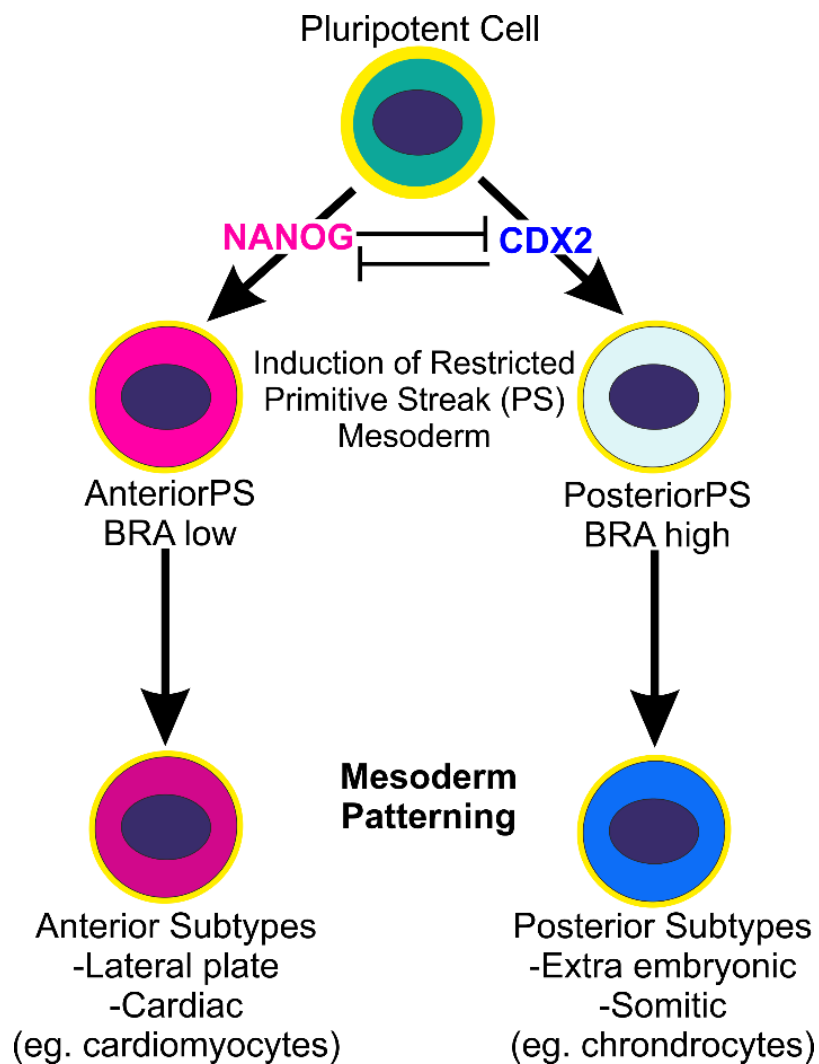 Pluripotent Cell
NANOG
CDX2
Induction of Restricted
Primitive Streak (PS)
Mesoderm
AnteriorPS
BRA low
PosteriorPS
BRA high
Mesoderm
Patterning
Anterior Subtypes
-Lateral plate
-Cardiac
(eg. cardiomyocytes)
Posterior Subtypes
-Extra embryonic
-Somitic
(eg. chrondrocytes)